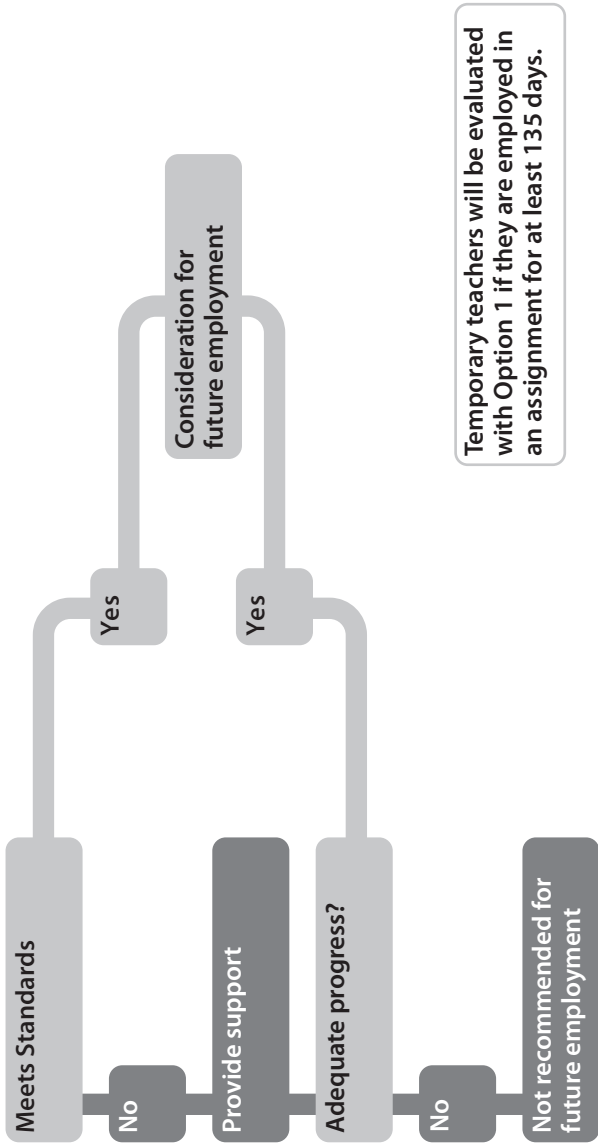 Meets Standards
No
Provide support
Adequate progress?
No
Not recommended for
future employment
Yes
Yes
Consideration for
future employment
Temporary teachers will be evaluated
with Option 1 if they are employed in
an assignment for at least 135 days.